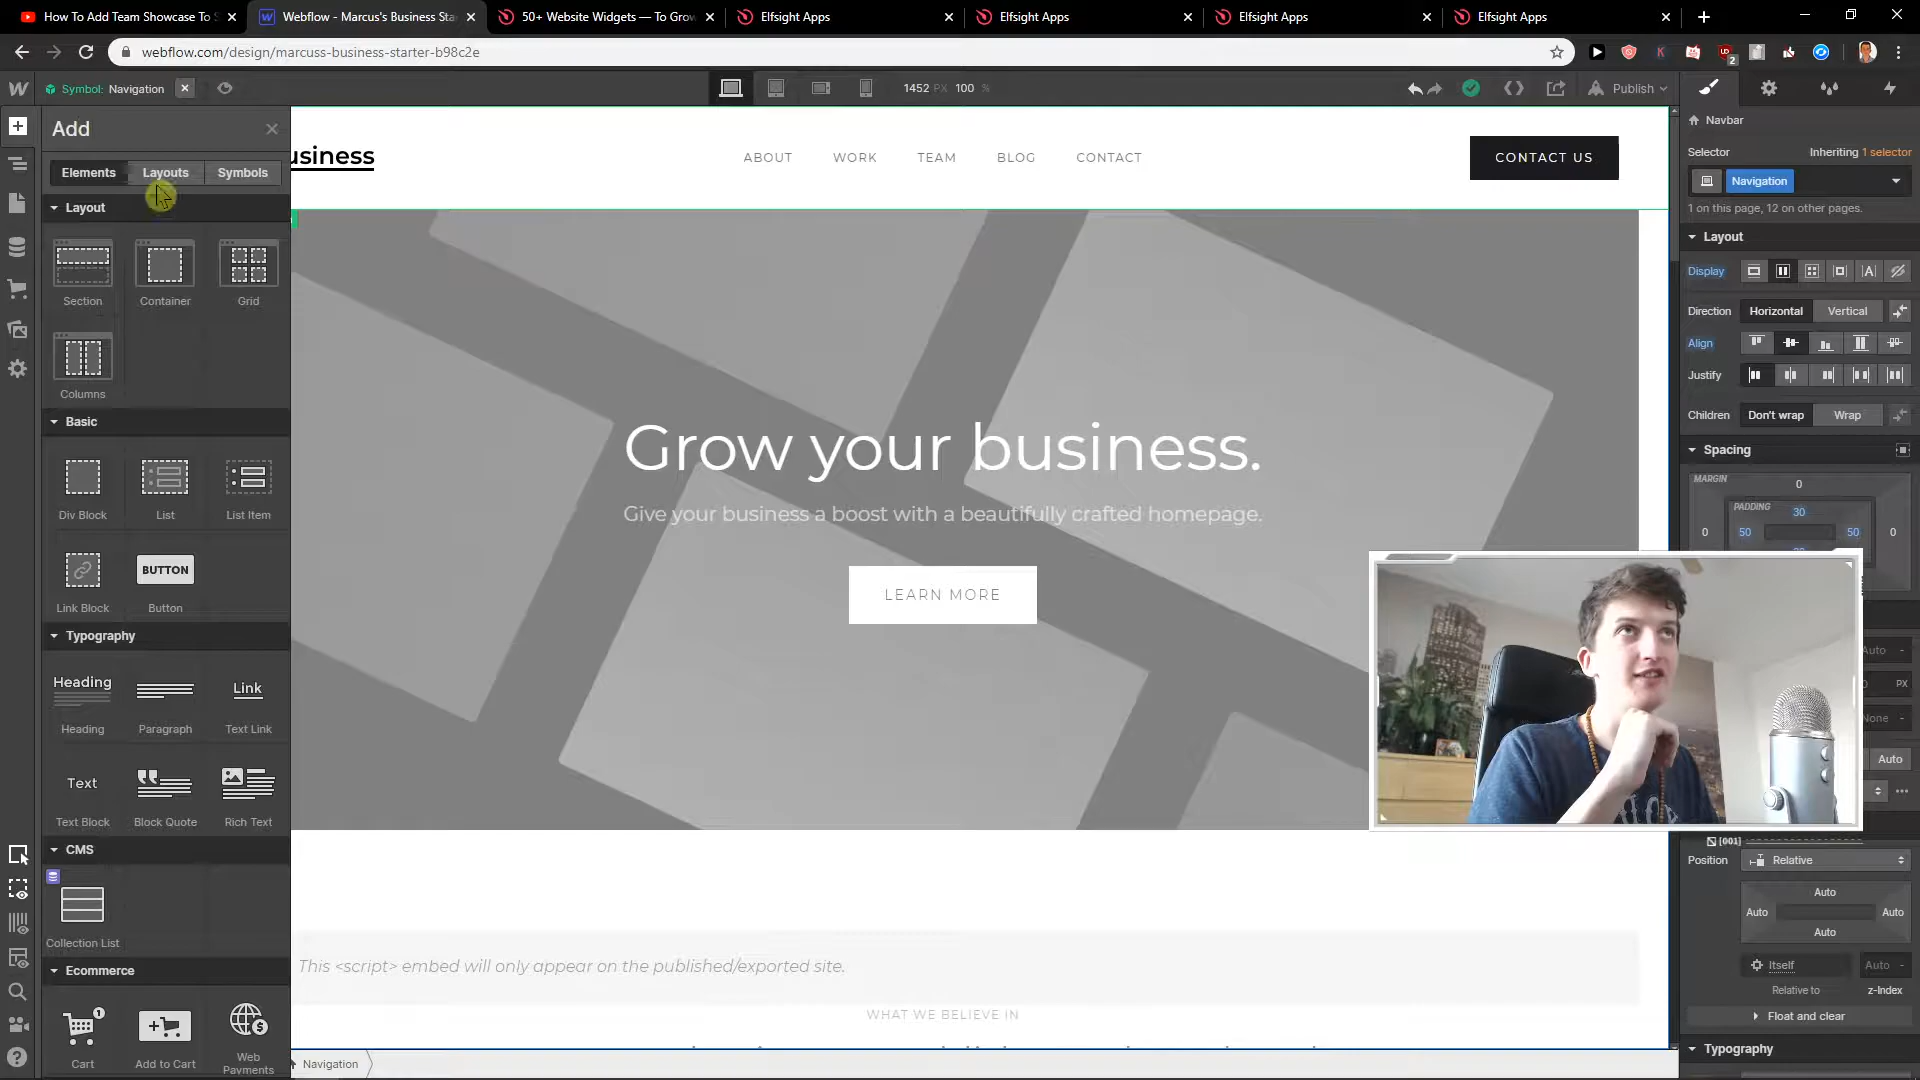 How To Add Team Showcase To S
Webflow - Marcus's Business Sta
50+ Website Widgets — To Grow
Elfsight Apps
Elfsight Apps
Elfsight Apps
Elfsight Apps
webflow.com/design/marcuss-business-starter-b98c2e
2
Symbol: Navigation
1452 PX 100 %
Publish
Add
Elements
Layouts
Symbols
Layout
Section
Container
Grid
Columns
Basic
Div Block
List
List Item
BUTTON
Link Block
Button
Typography
Heading
Link
Heading
Paragraph
Text Link
Text
Text Block
Block Quote
Rich Text
CMS
Collection List
Ecommerce
1
Cart
Add to Cart
Web Payments
usiness
ABOUT
WORK
TEAM
BLOG
CONTACT
CONTACT US
Grow your business.
Give your business a boost with a beautifully crafted homepage.
LEARN MORE
This <script> embed will only appear on the published/exported site.
WHAT WE BELIEVE IN
Navigation
Navbar
Selector
Inheriting 1 selector
Navigation
1 on this page, 12 on other pages.
Layout
Display
Direction
Horizontal
Vertical
Align
Justify
Children
Don't wrap
Wrap
Spacing
MARGIN
0
PADDING
30
0
50
50
0
Auto -
PX
None -
Auto
[001]
Position
Relative
Auto
Auto
Auto
Auto
Itself
Auto -
Relative to
z-Index
Float and clear
Typography